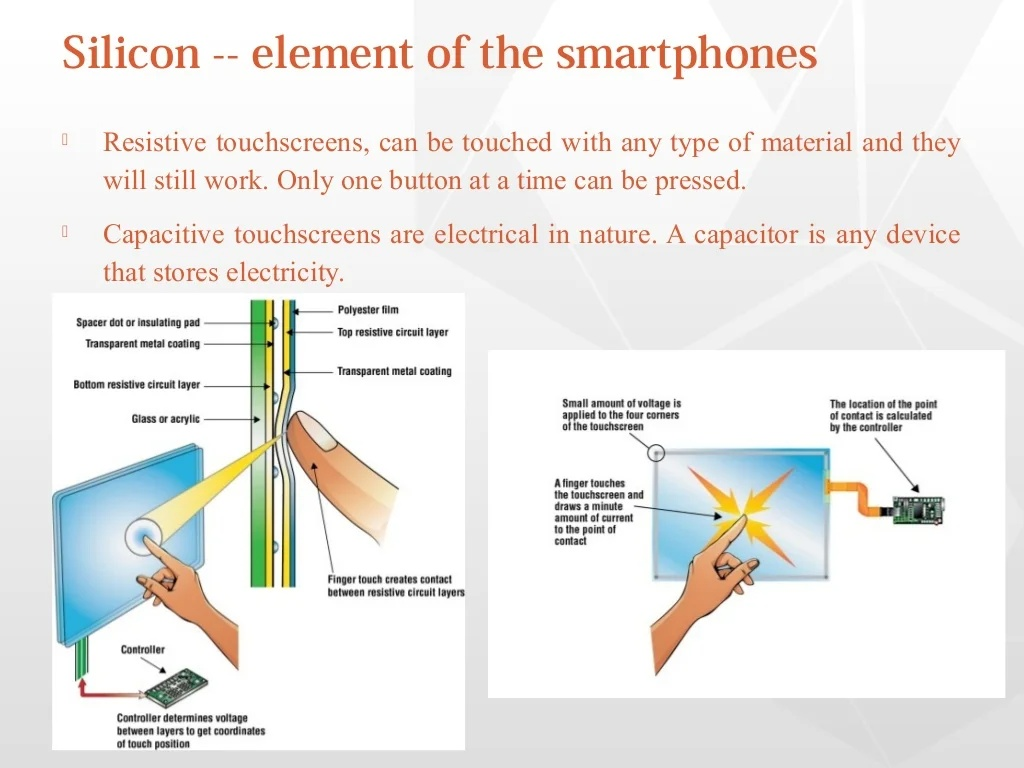 Silicon -- element of the smartphones
Resistive touchscreens, can be touched with any type of material and they
will still work. Only one button at a time can be pressed.
Capacitive touchscreens are electrical in nature. A capacitor is any device
that stores electricity.
Polyester film
Spacer dot or insulating pad
Top resistive circuit layer
Transparent metal coating
Transparent metal coating
Bottom resistive circuit layer
Glass or acrylic
Finger touch creates contact
between resistive circuit layers
Controller
Controller determines voltage
between layers to get coordinates
of touch position
Small amount of voltage is
applied to the four corners
of the touchscreen
The location of the point
of contact is calculated
by the controller
A finger touches
the touchscreen and
draws a minute
amount of current
to the point of
contact